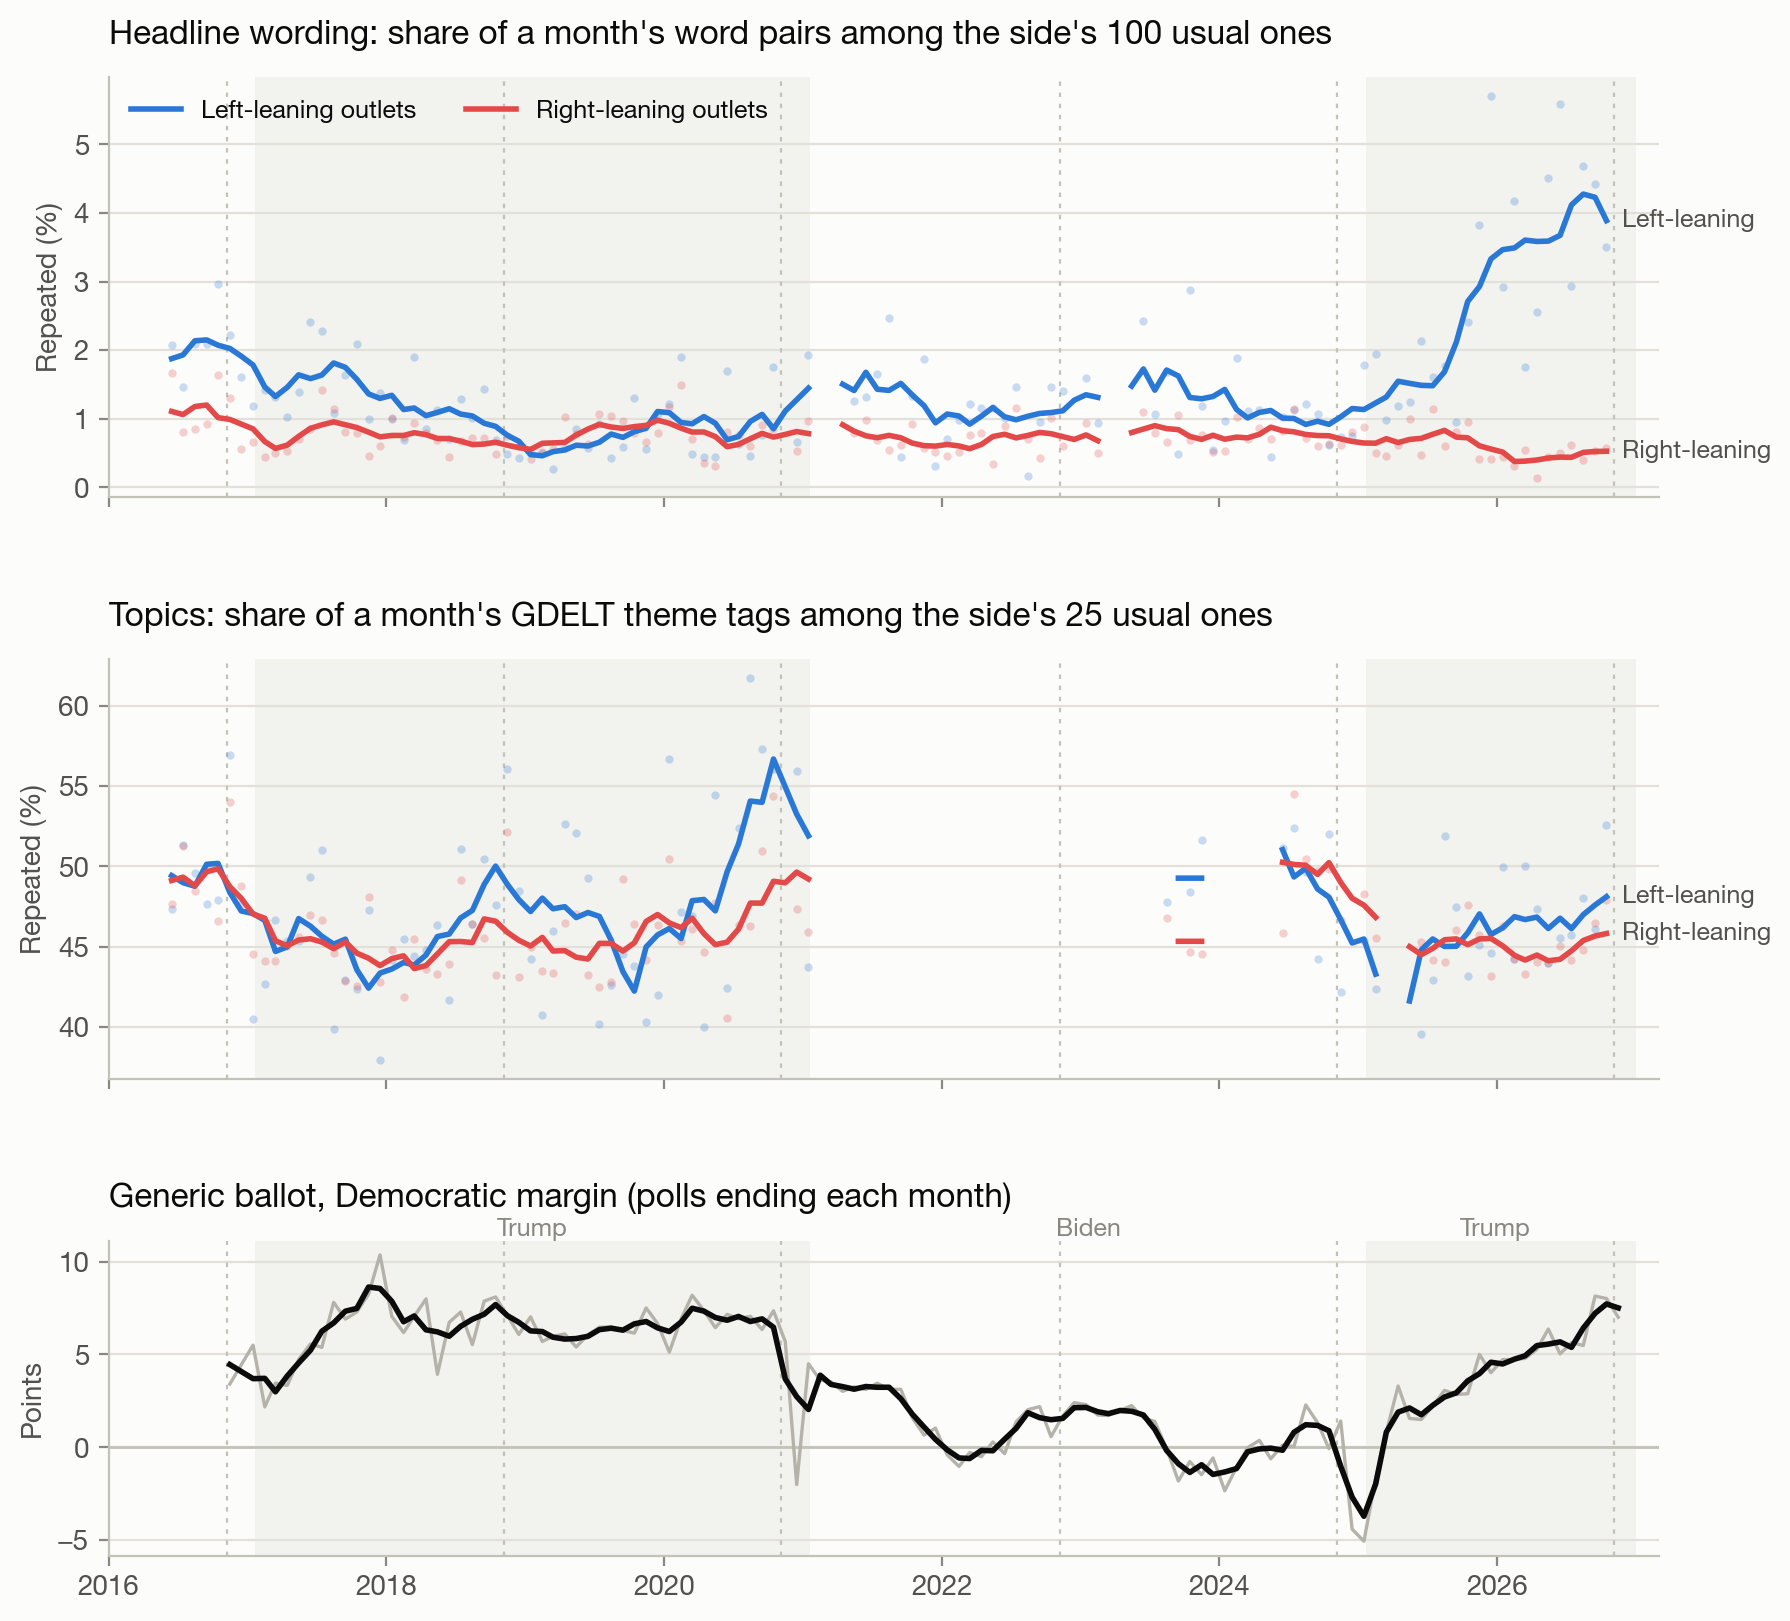 Headline wording: share of a month's word pairs among the side's 100 usual ones
Left-leaning outlets
Right-leaning outlets
Repeated (%)
5
4
3
2
1
0
Left-leaning
Right-leaning
Topics: share of a month's GDELT theme tags among the side's 25 usual ones
Repeated (%)
60
55
50
45
40
Left-leaning
Right-leaning
Generic ballot, Democratic margin (polls ending each month)
Trump
Biden
Trump
Points
10
5
0
−5
2016
2018
2020
2022
2024
2026